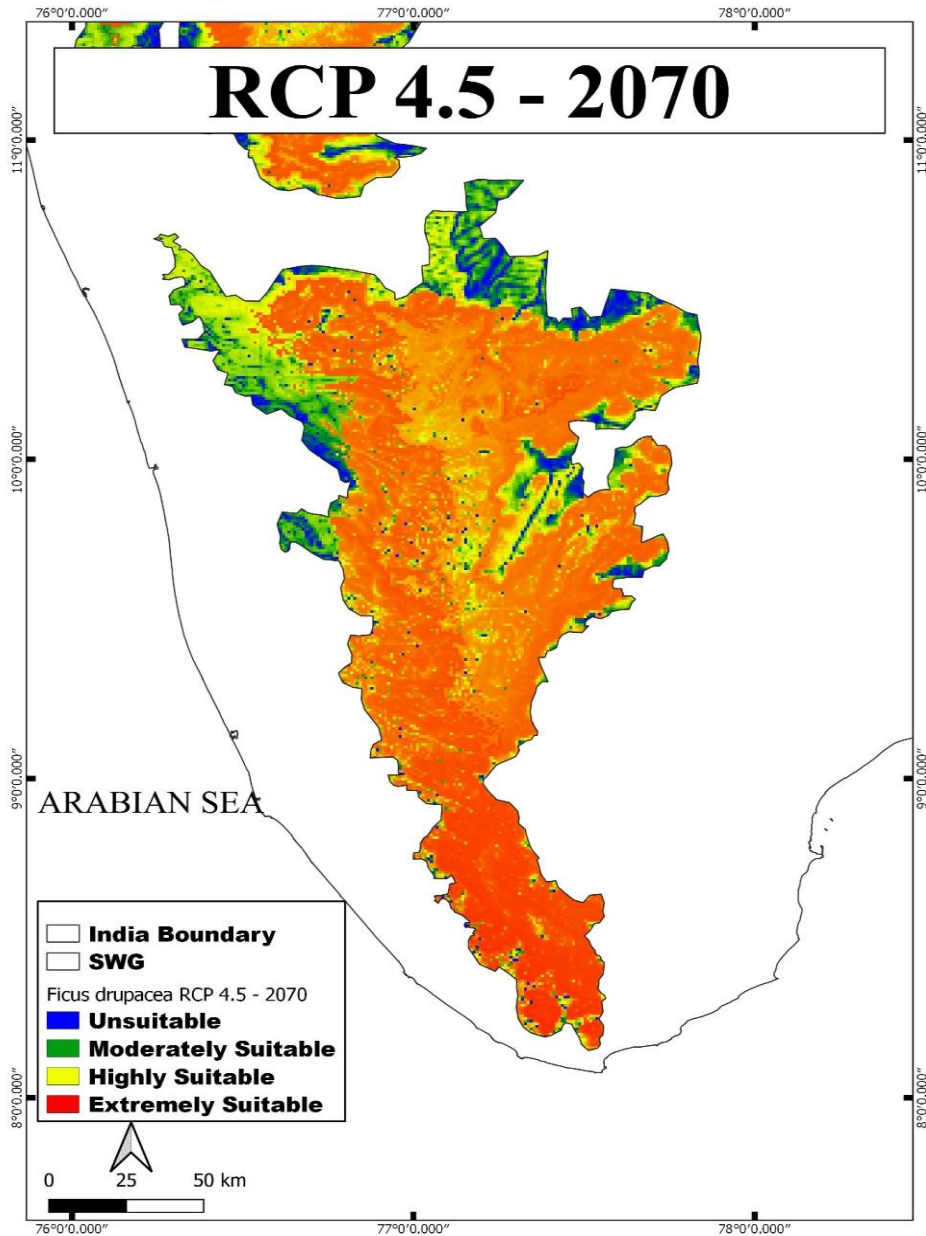 76°0'0.000" 77°0'0.000" 78°0'0.000"
RCP 4.5 - 2070
11°0'0.000" 11°0'0.000"
10°0'0.000" 10°0'0.000"
9°0'0.000" 9°0'0.000"
ARABIAN SEA
India Boundary
SWG
Ficus drupacea RCP 4.5 - 2070
Unsuitable
Moderately Suitable
Highly Suitable
Extremely Suitable
8°0'0.000" 8°0'0.000"
0 25 50 km
76°0'0.000" 77°0'0.000" 78°0'0.000"